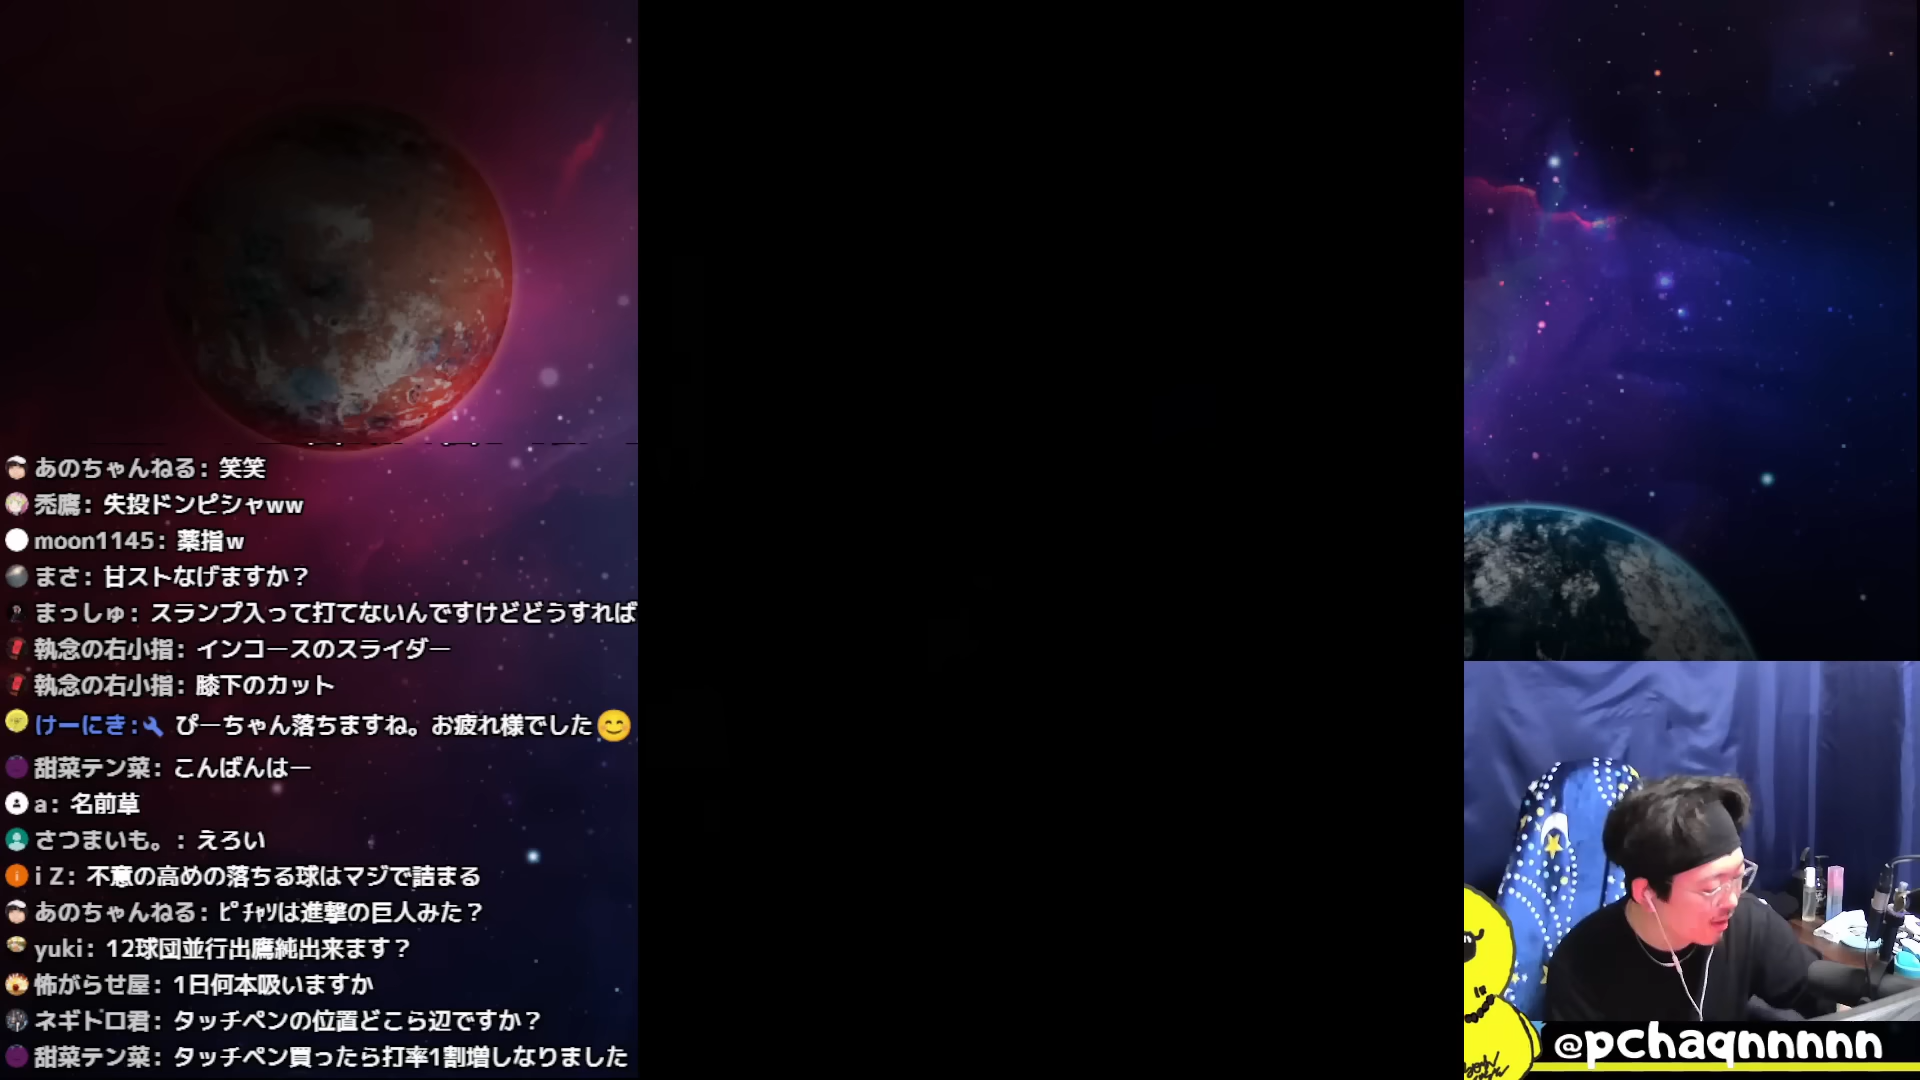 あのちゃんねる: 笑笑
禿鷹: 失投ドンピシャww
moon1145: 薬指w
まさ: 甘ストなげますか?
まっしゅ: スランプ入って打てないんですけどどうすれば
執念の右小指: インコースのスライダー
執念の右小指: 膝下のカット
けーにき: ぴーちゃん落ちますね。お疲れ様でした😊
甜菜テン菜: こんばんはー
a: 名前草
さつまいも。: えろい
i Z: 不意の高めの落ちる球はマジで詰まる
あのちゃんねる: ﾋﾟﾁｬﾘは進撃の巨人みた?
yuki: 12球団並行出鷹純出来ます?
怖がらせ屋: 1日何本吸いますか
ネギトロ君: タッチペンの位置どこら辺ですか?
甜菜テン菜: タッチペン買ったら打率1割増しなりました
@pchaqnnnnn